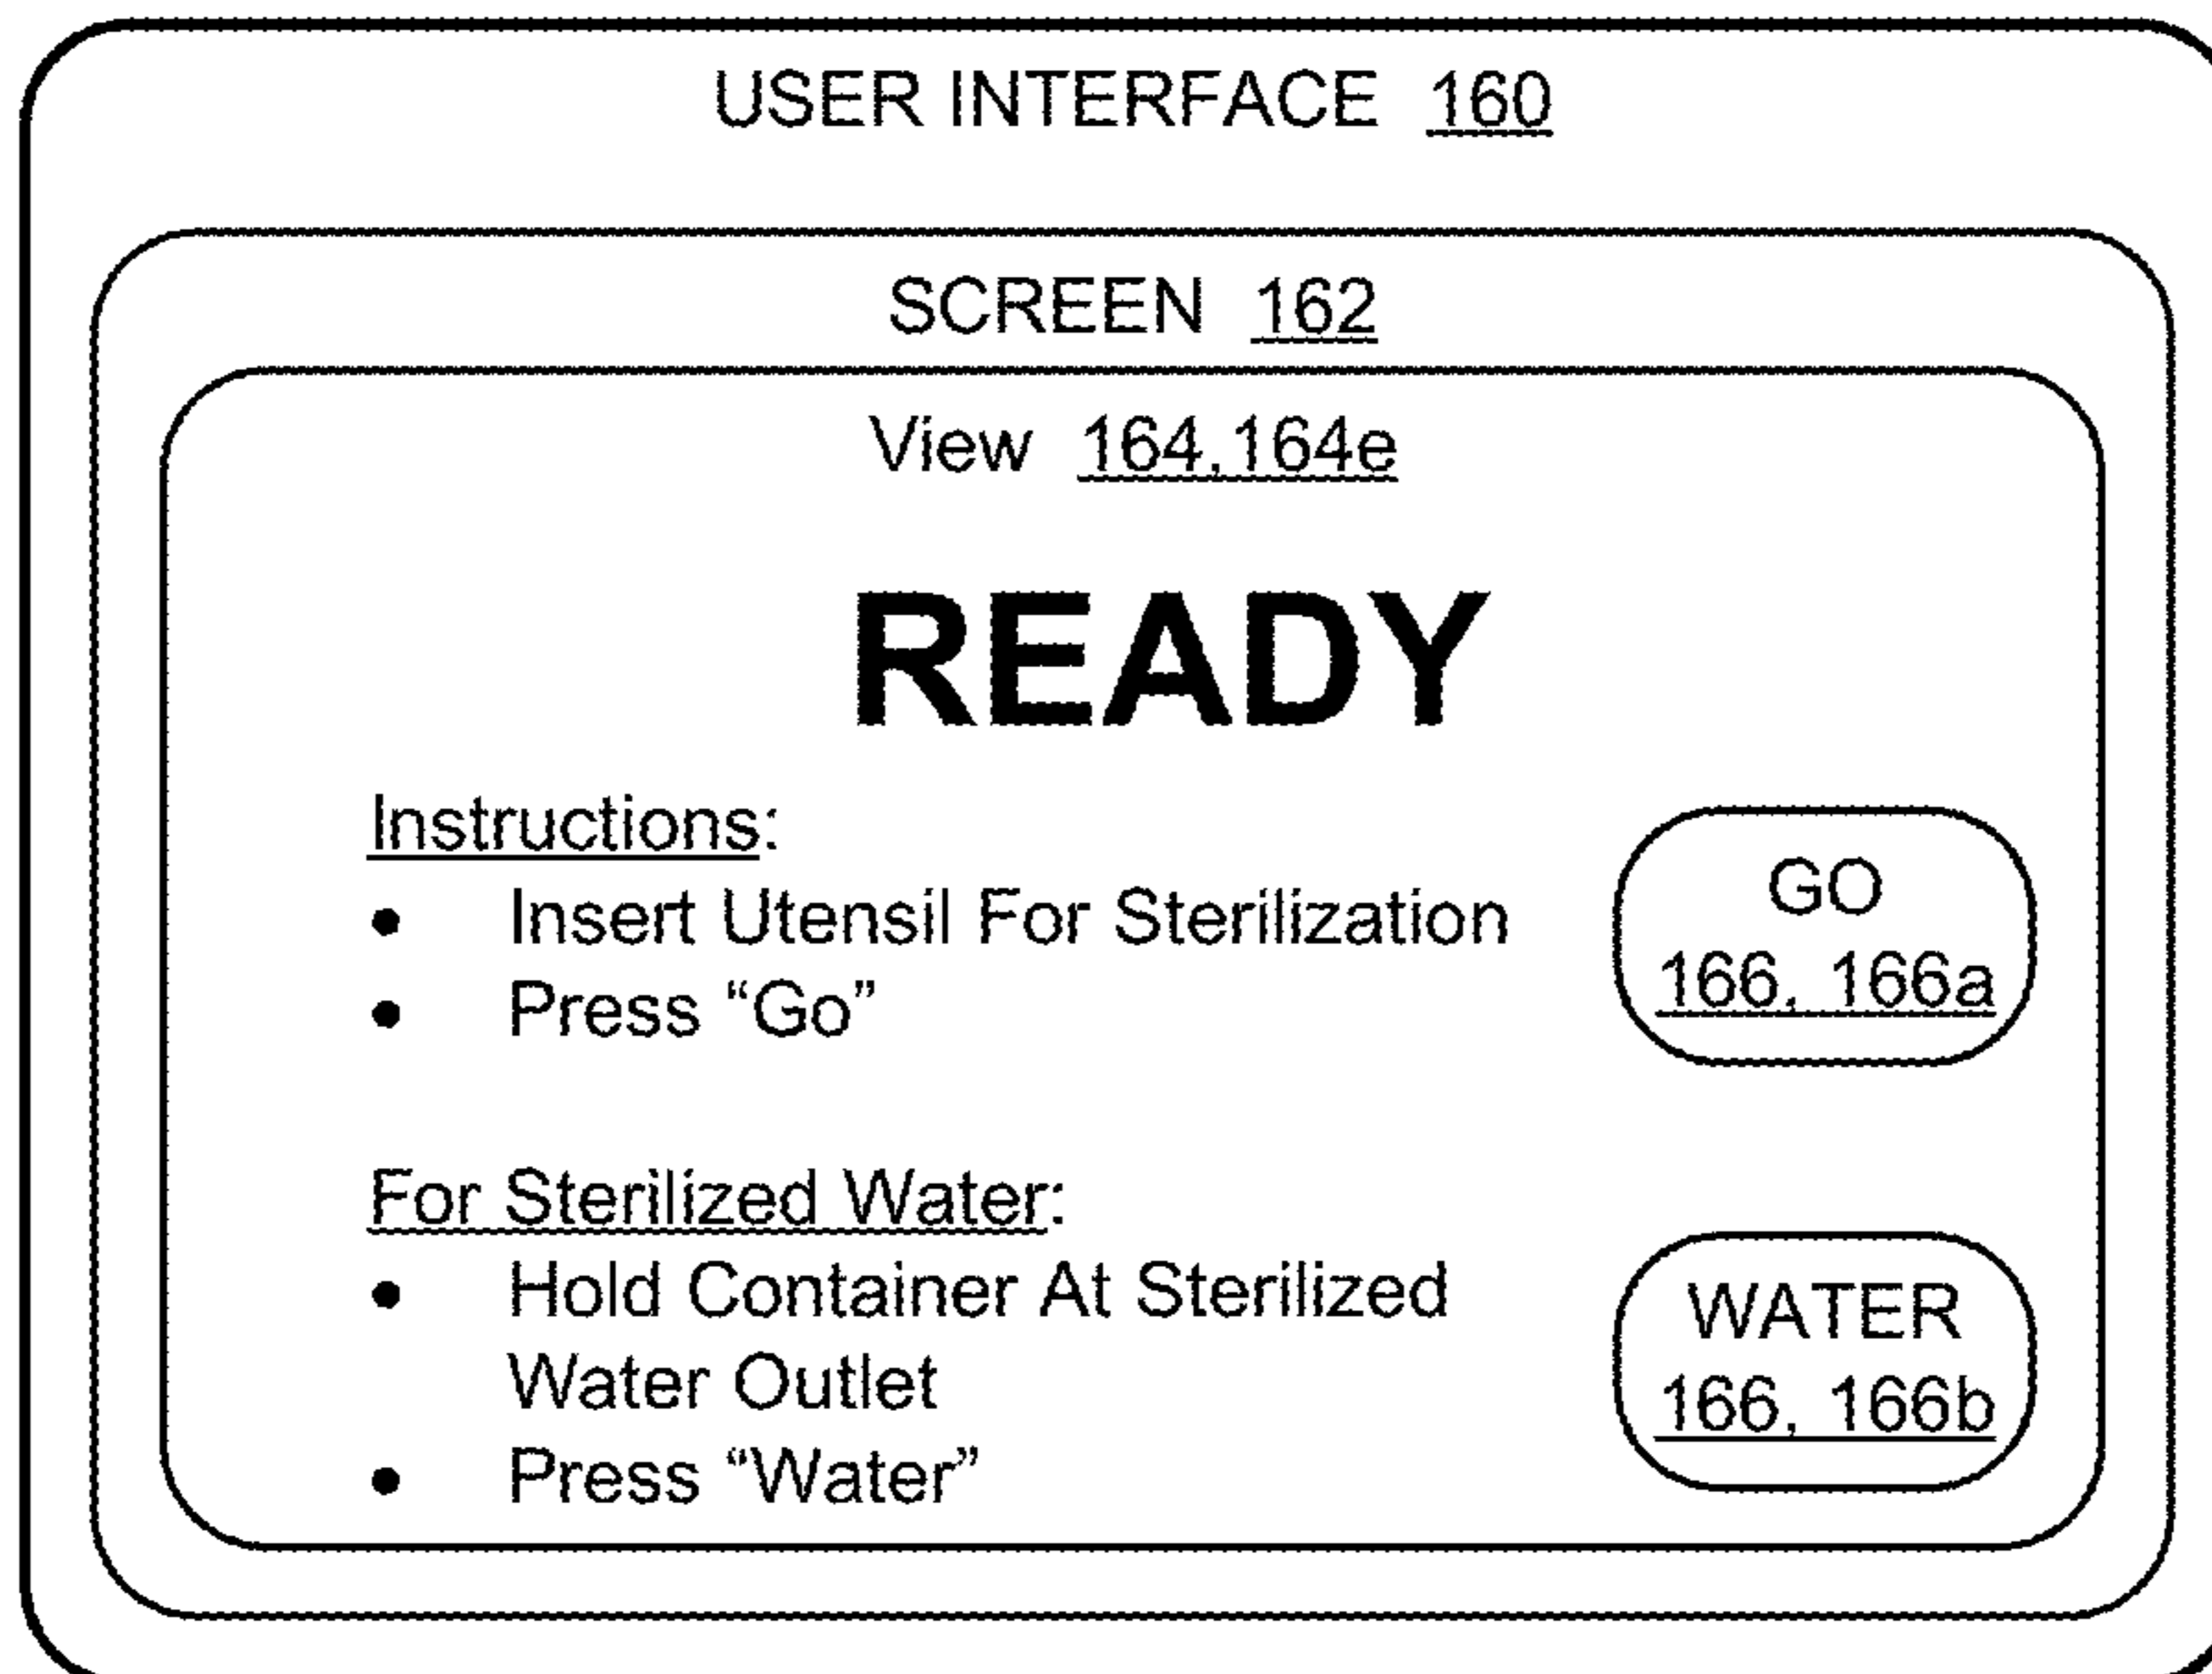 USER INTERFACE 160
SCREEN 162
View 164,164e
READY
Instructions:
• Insert Utensil For Sterilization
• Press “Go”
GO
166, 166a
For Sterilized Water:
• Hold Container At Sterilized
Water Outlet
• Press “Water”
WATER
166, 166b